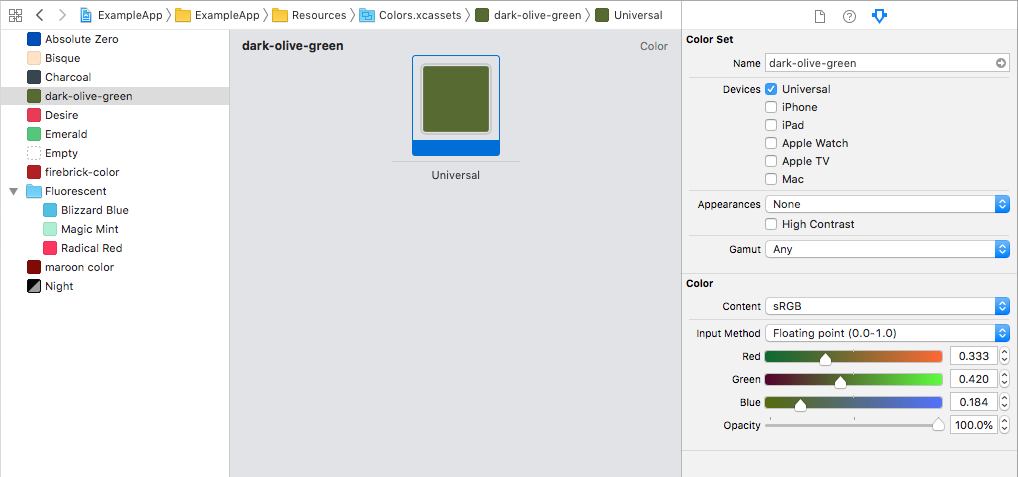 ExampleApp ExampleApp Resources Colors.xcassets dark-olive-green Universal
Absolute Zero
Bisque
Charcoal
dark-olive-green
Desire
Emerald
Empty
firebrick-color
Fluorescent
Blizzard Blue
Magic Mint
Radical Red
maroon color
Night
dark-olive-green Color
Universal
Color Set
Name dark-olive-green
Devices Universal
iPhone
iPad
Apple Watch
Apple TV
Mac
Appearances None
High Contrast
Gamut Any
Color
Content sRGB
Input Method Floating point (0.0-1.0)
Red 0.333
Green 0.420
Blue 0.184
Opacity 100.0%